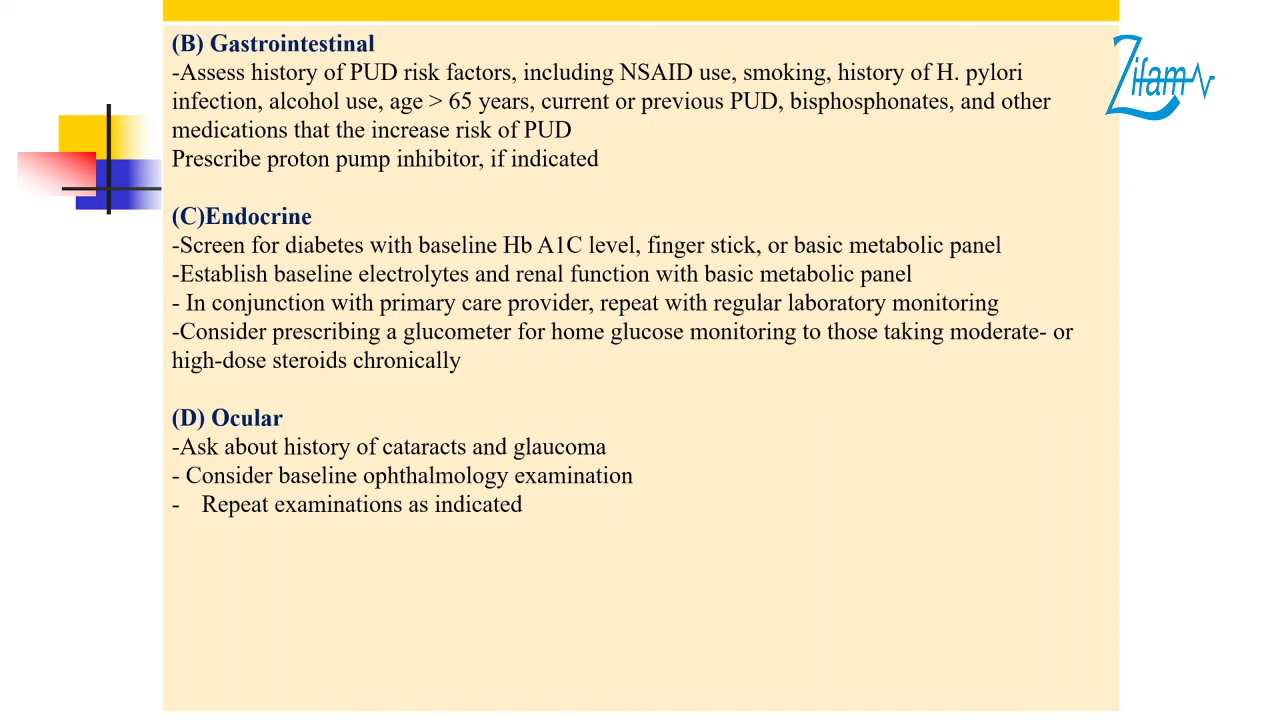 (B) Gastrointestinal
-Assess history of PUD risk factors, including NSAID use, smoking, history of H. pylori
infection, alcohol use, age > 65 years, current or previous PUD, bisphosphonates, and other
medications that the increase risk of PUD
Prescribe proton pump inhibitor, if indicated
(C)Endocrine
-Screen for diabetes with baseline Hb A1C level, finger stick, or basic metabolic panel
-Establish baseline electrolytes and renal function with basic metabolic panel
- In conjunction with primary care provider, repeat with regular laboratory monitoring
-Consider prescribing a glucometer for home glucose monitoring to those taking moderate- or
high-dose steroids chronically
(D) Ocular
-Ask about history of cataracts and glaucoma
- Consider baseline ophthalmology examination
- Repeat examinations as indicated
Zifam